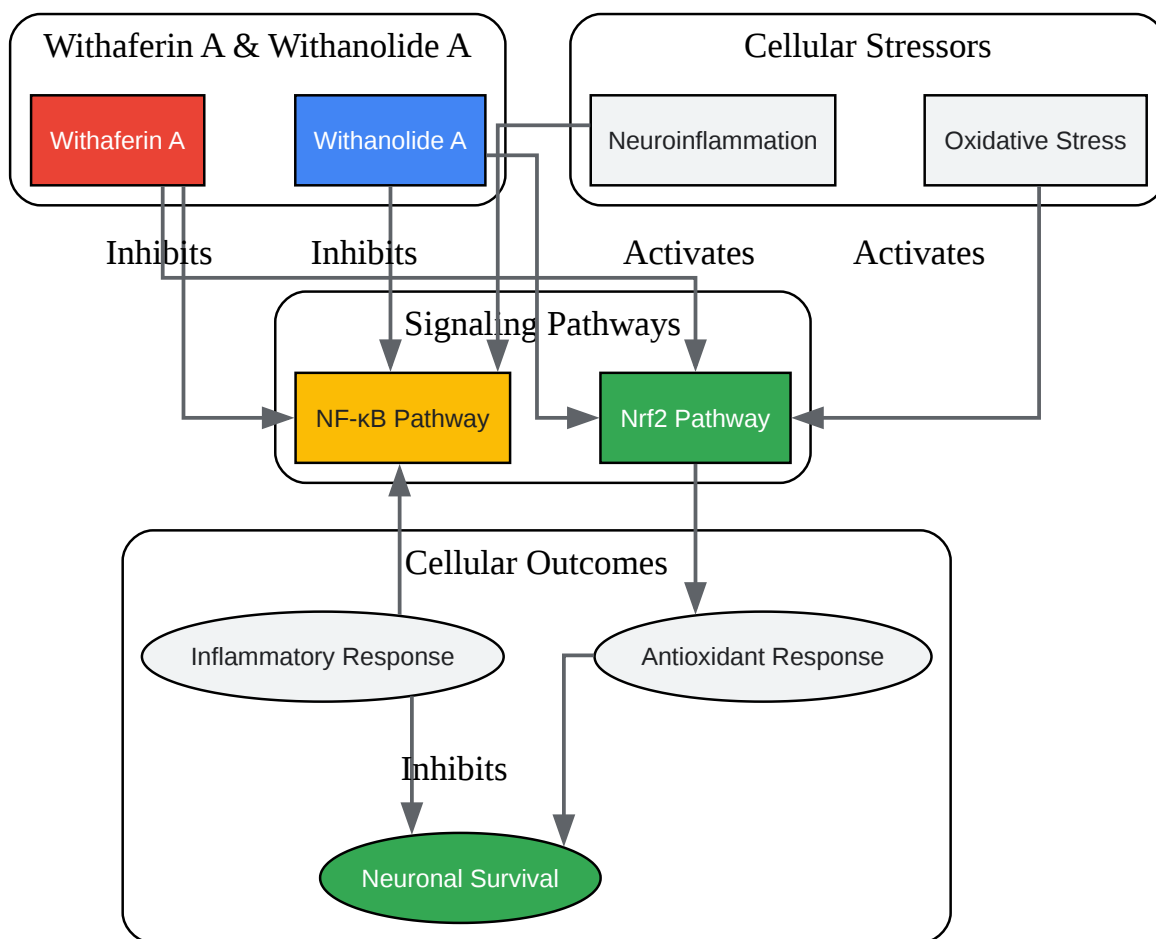 Withaferin A & Withanolide A
Cellular Stressors
Withaferin A
Withanolide A
Neuroinflammation
Oxidative Stress
Inhibits
Inhibits
Activates
Activates
Signaling Pathways
NF-κB Pathway
Nrf2 Pathway
Cellular Outcomes
Inflammatory Response
Antioxidant Response
Inhibits
Neuronal Survival